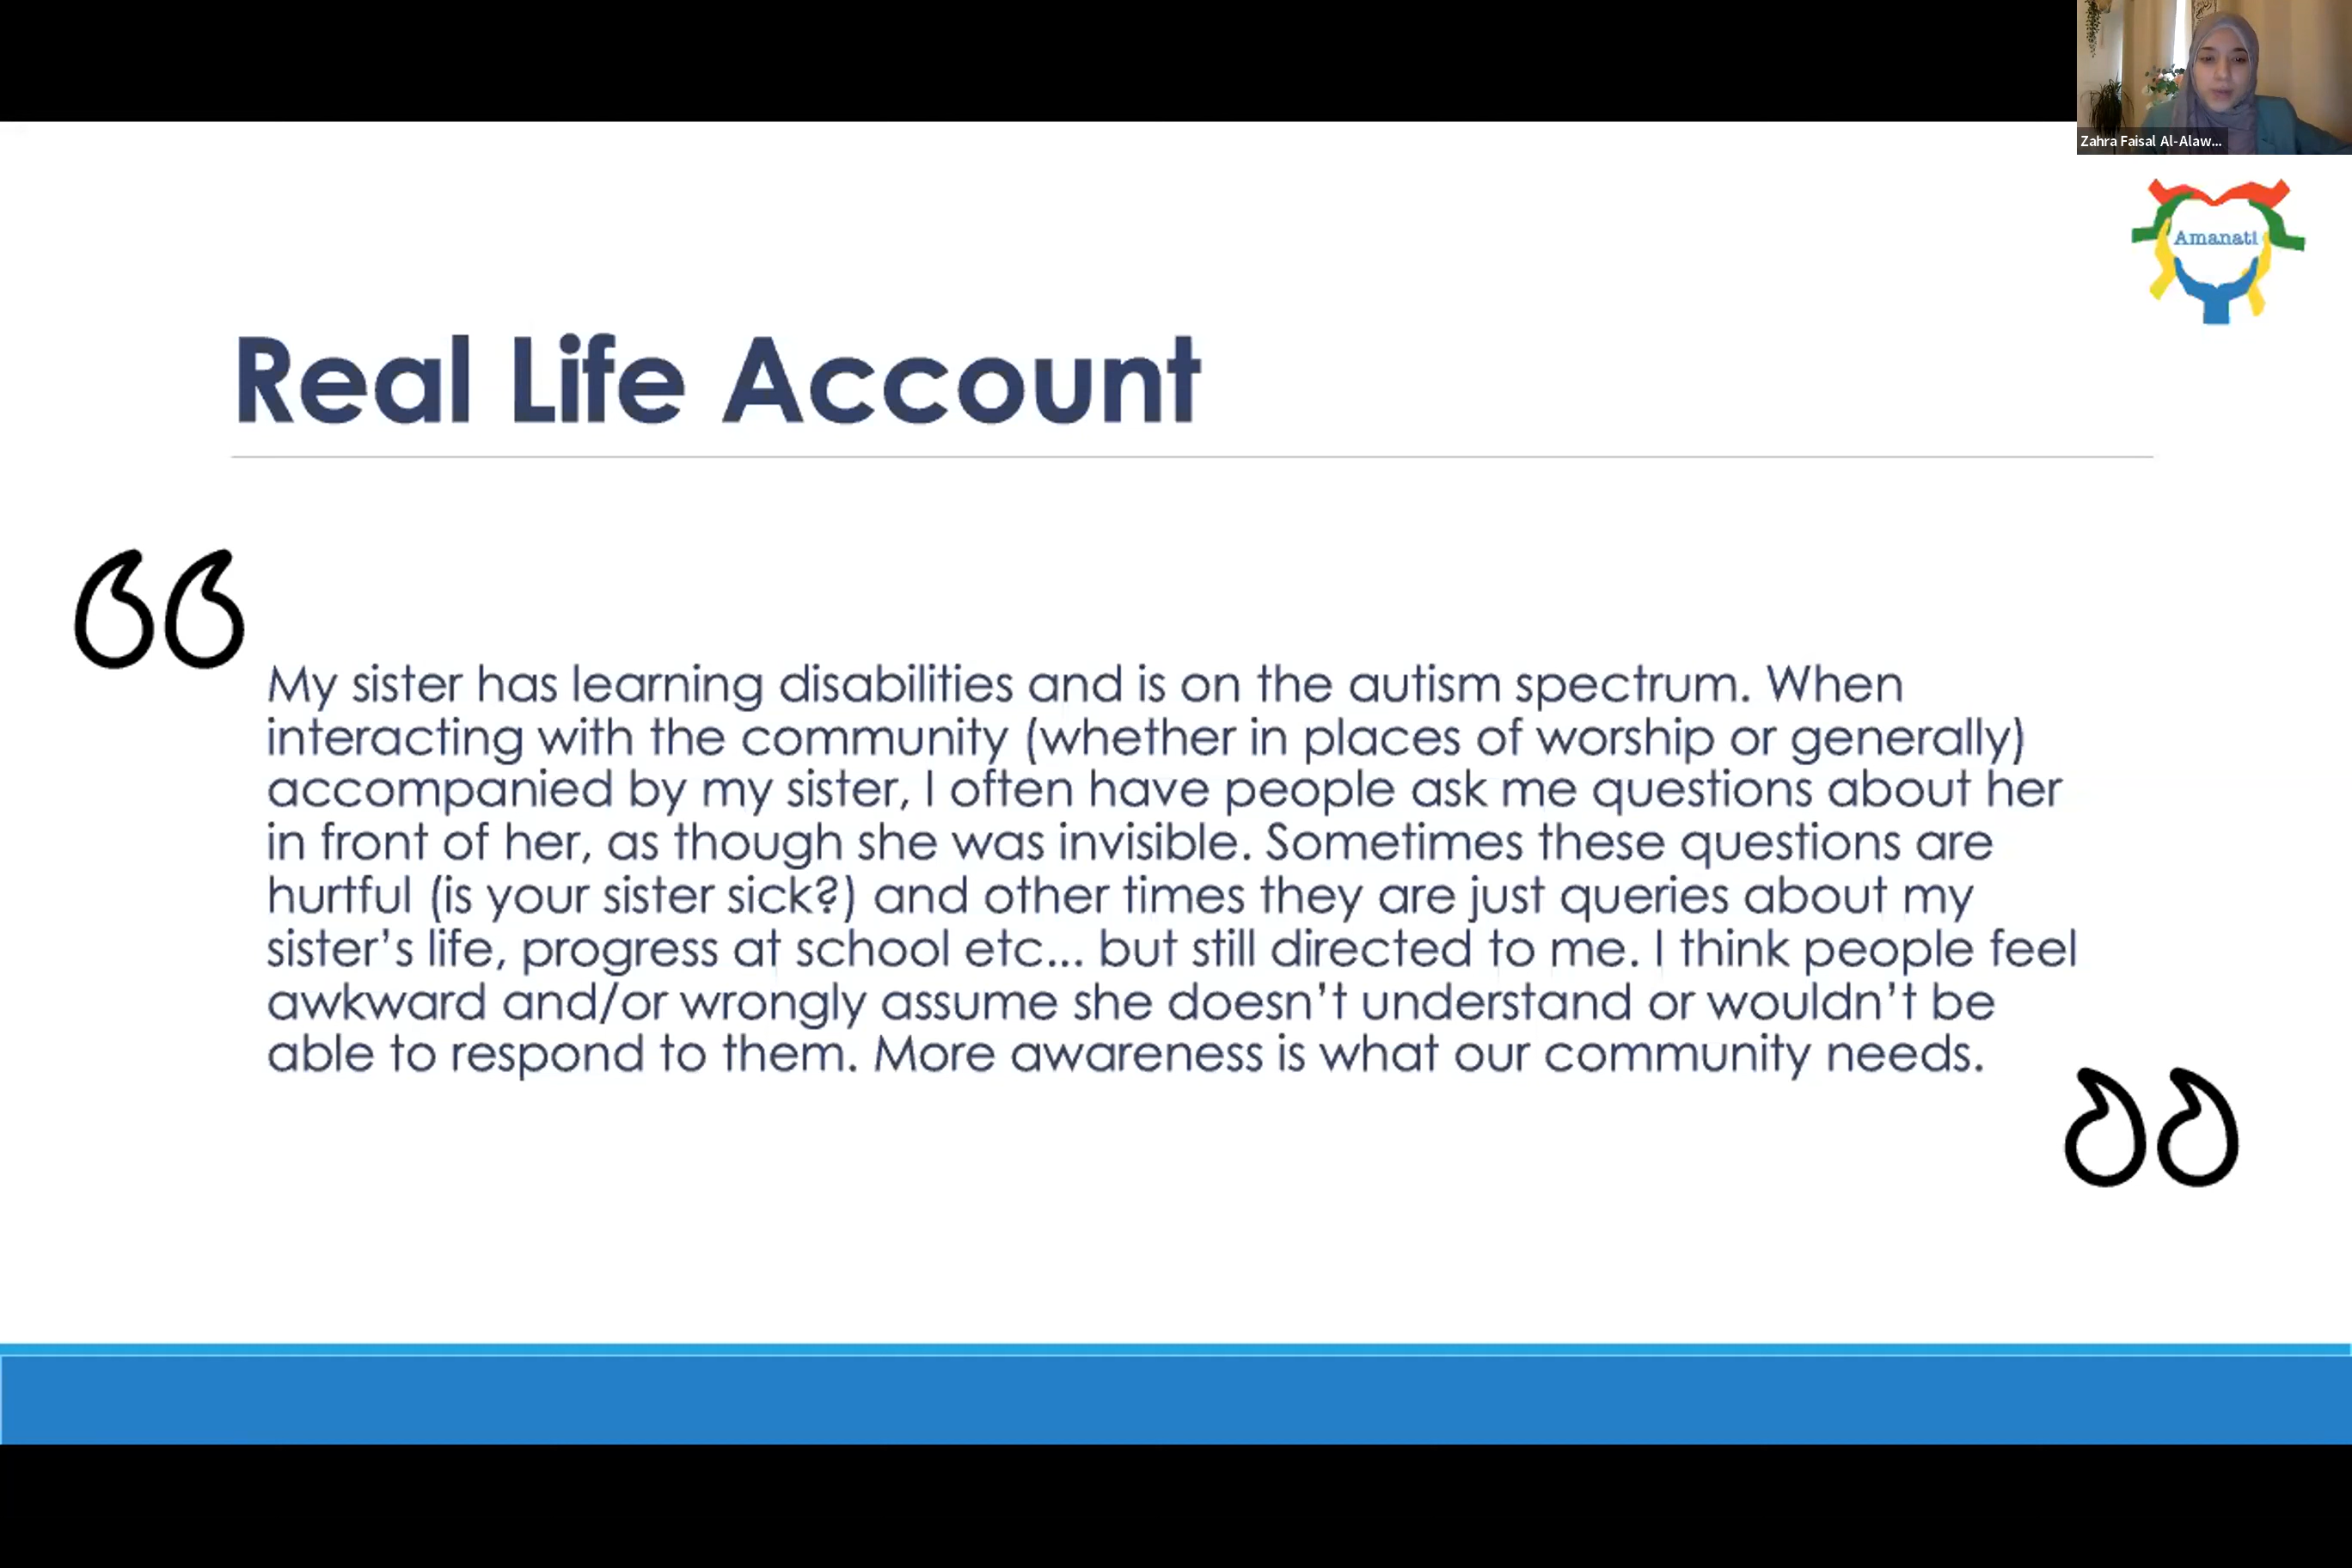 Zahra Faisal Al-Alaw...
Amanati
Real Life Account
My sister has learning disabilities and is on the autism spectrum. When
interacting with the community (whether in places of worship or generally)
accompanied by my sister, I often have people ask me questions about her
in front of her, as though she was invisible. Sometimes these questions are
hurtful (is your sister sick?) and other times they are just queries about my
sister’s life, progress at school etc... but still directed to me. I think people feel
awkward and/or wrongly assume she doesn’t understand or wouldn’t be
able to respond to them. More awareness is what our community needs.